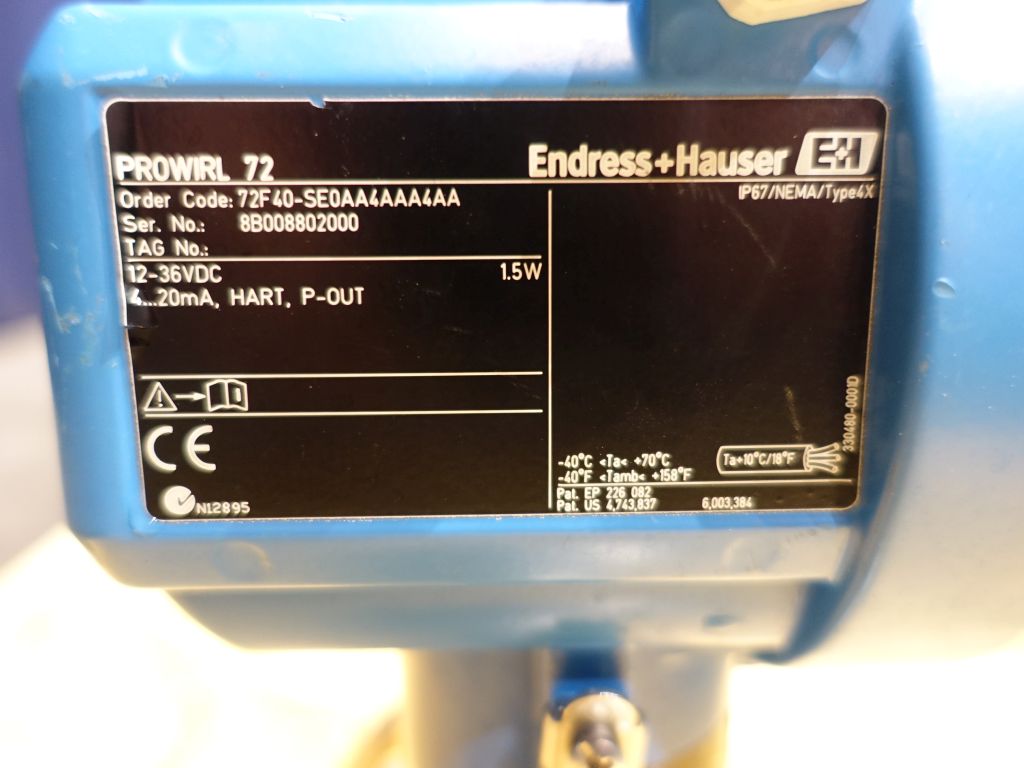 PROWIRL 72
Endress+Hauser E+H
IP67/NEMA/Type4X
Order Code: 72F40-SE0AA4AAA4AA
Ser. No.: 8B008802000
TAG No.:
12-36VDC 1.5W
4...20mA, HART, P-OUT
CE
N12895
-40°C <Ta< +70°C
-40°F <Tamb< +158°F
Ta+10°C/18°F
Pat. EP 226 082
Pat. US 4,743,837 6,003,384
330480-0001D